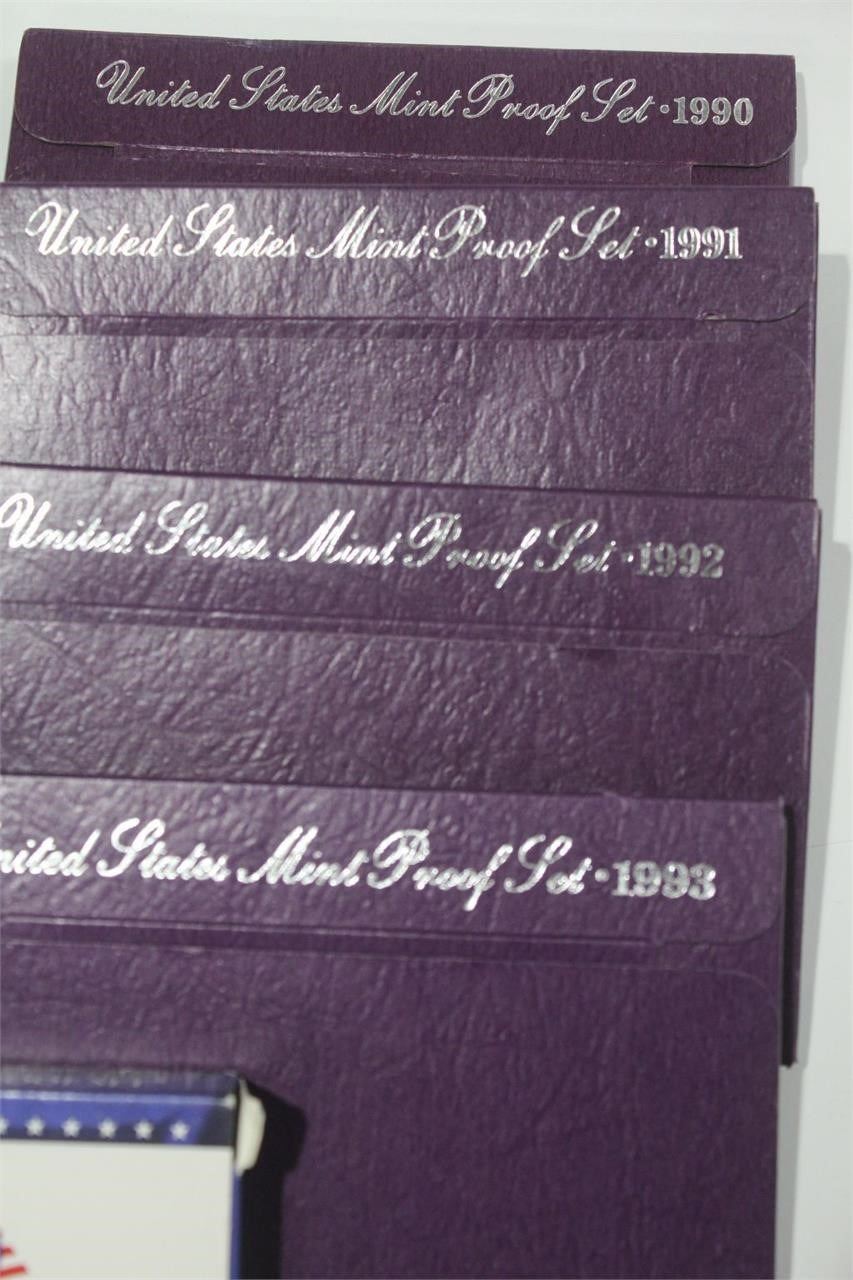 United States Mint Proof Set · 1990
United States Mint Proof Set · 1991
United States Mint Proof Set · 1992
nited States Mint Proof Set · 1993